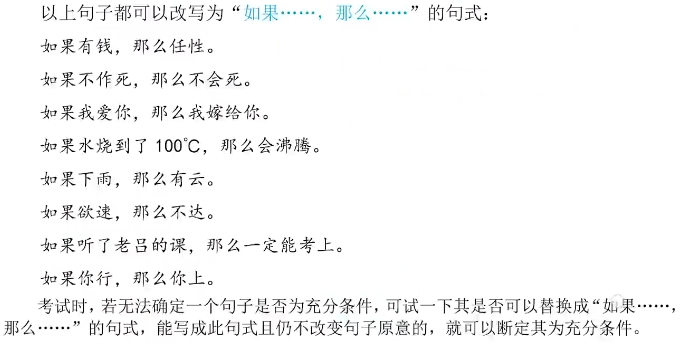 以上句子都可以改写为“如果……，那么……”的句式：
如果有钱，那么任性。
如果不作死，那么不会死。
如果我爱你，那么我嫁给你。
如果水烧到了100℃，那么会沸腾。
如果下雨，那么有云。
如果欲速，那么不达。
如果听了老吕的课，那么一定能考上。
如果你行，那么你上。
考试时，若无法确定一个句子是否为充分条件，可试一下其是否可以替换成“如果……，
那么……”的句式，能写成此句式且仍不改变句子原意的，就可以断定其为充分条件。